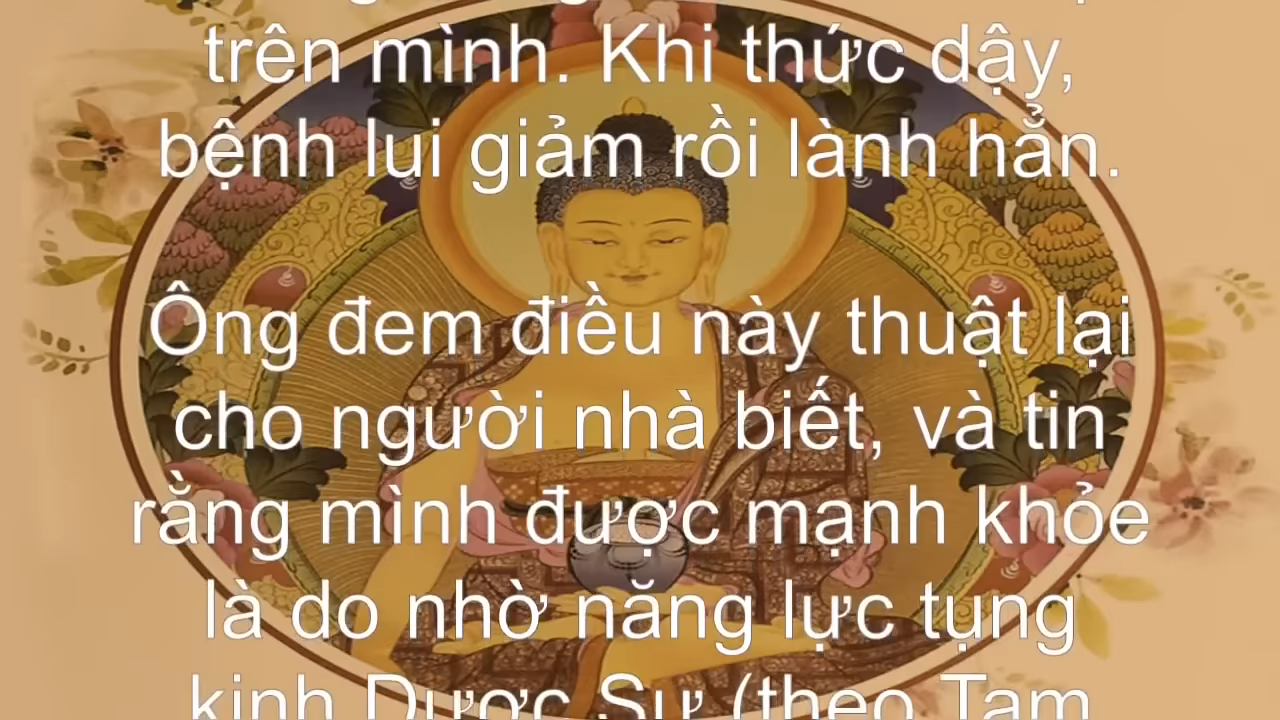 trên mình. Khi thức dậy,
bệnh lui giảm rồi lành hẳn.
Ông đem điều này thuật lại
cho người nhà biết, và tin
rằng mình được mạnh khỏe
là do nhờ năng lực tụng
kinh Dược Sư (theo Tam